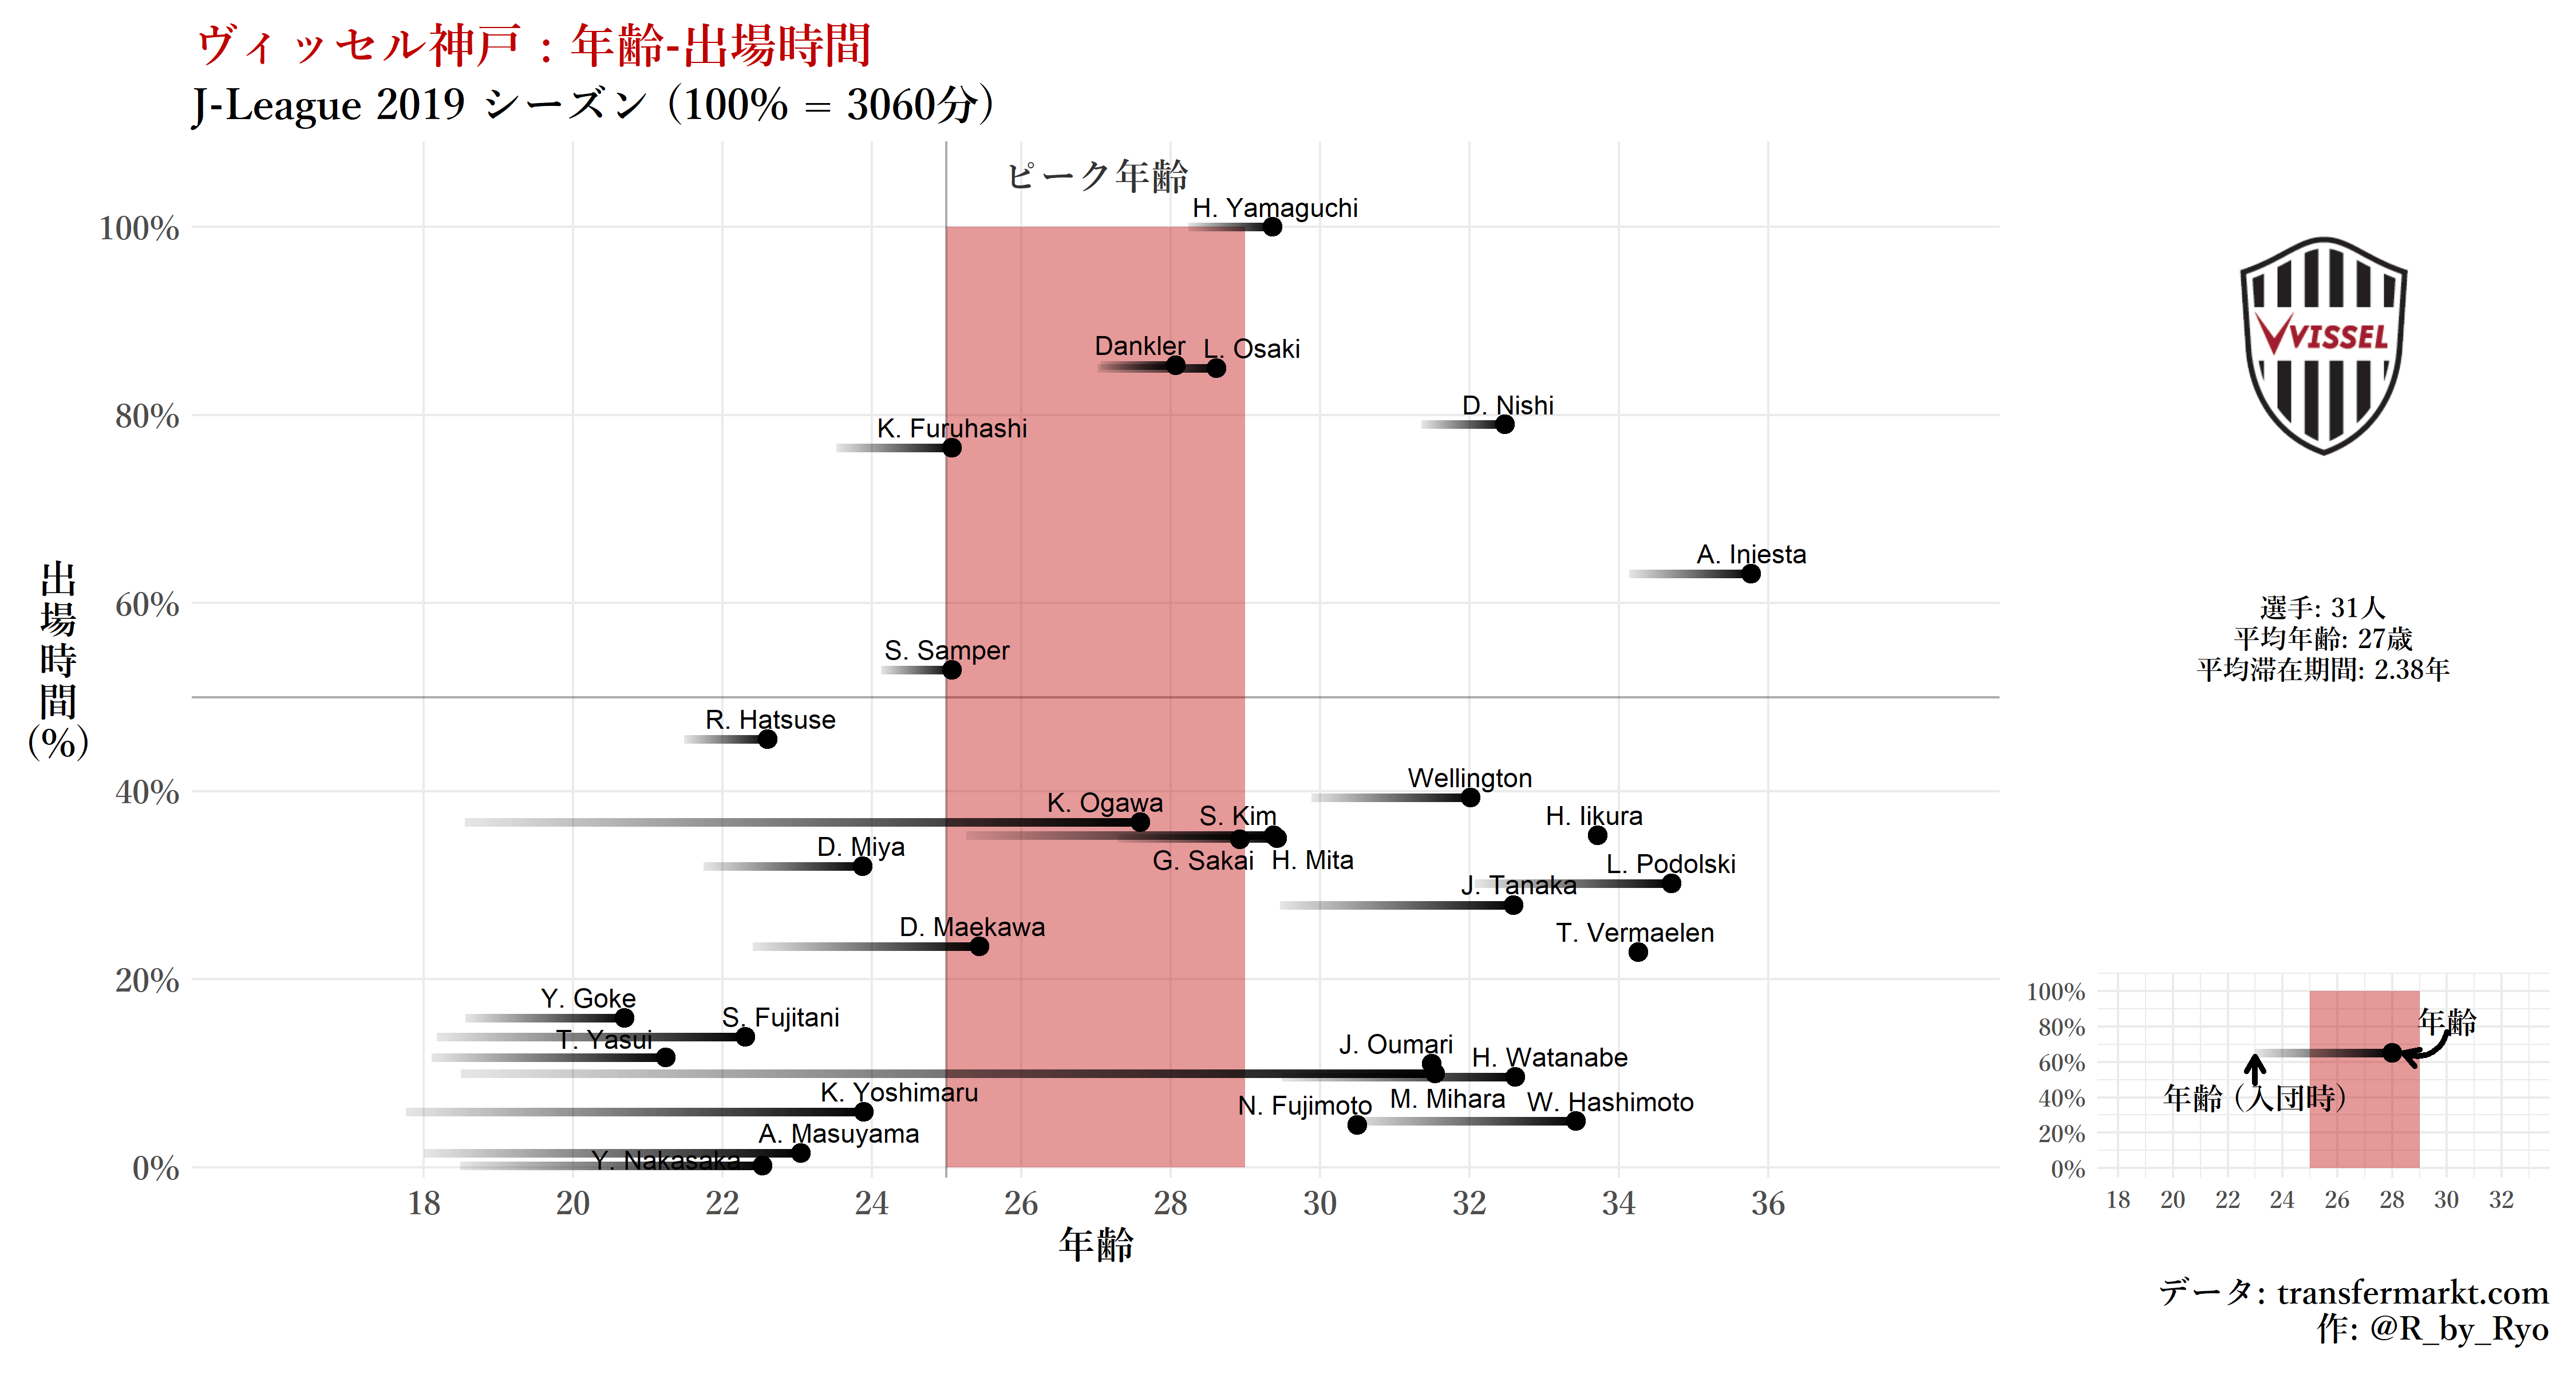 ヴィッセル神戸 : 年齢-出場時間
J-League 2019 シーズン (100% = 3060分)
ピーク年齢
H. Yamaguchi
100%
Dankler
L. Osaki
D. Nishi
80%
K. Furuhashi
A. Iniesta
60%
S. Samper
出場時間(%)
R. Hatsuse
Wellington
40%
K. Ogawa
S. Kim
H. Iikura
D. Miya
G. Sakai
H. Mita
L. Podolski
J. Tanaka
D. Maekawa
T. Vermaelen
20%
Y. Goke
S. Fujitani
T. Yasui
J. Oumari
H. Watanabe
K. Yoshimaru
N. Fujimoto
M. Mihara
W. Hashimoto
A. Masuyama
Y. Nakasaka
0%
18 20 22 24 26 28 30 32 34 36
年齢
VISSEL
選手: 31人
平均年齢: 27歳
平均滞在期間: 2.38年
100%
80%
60%
40%
20%
0%
年齢
年齢 (入団時)
18 20 22 24 26 28 30 32
データ: transfermarkt.com
作: @R_by_Ryo